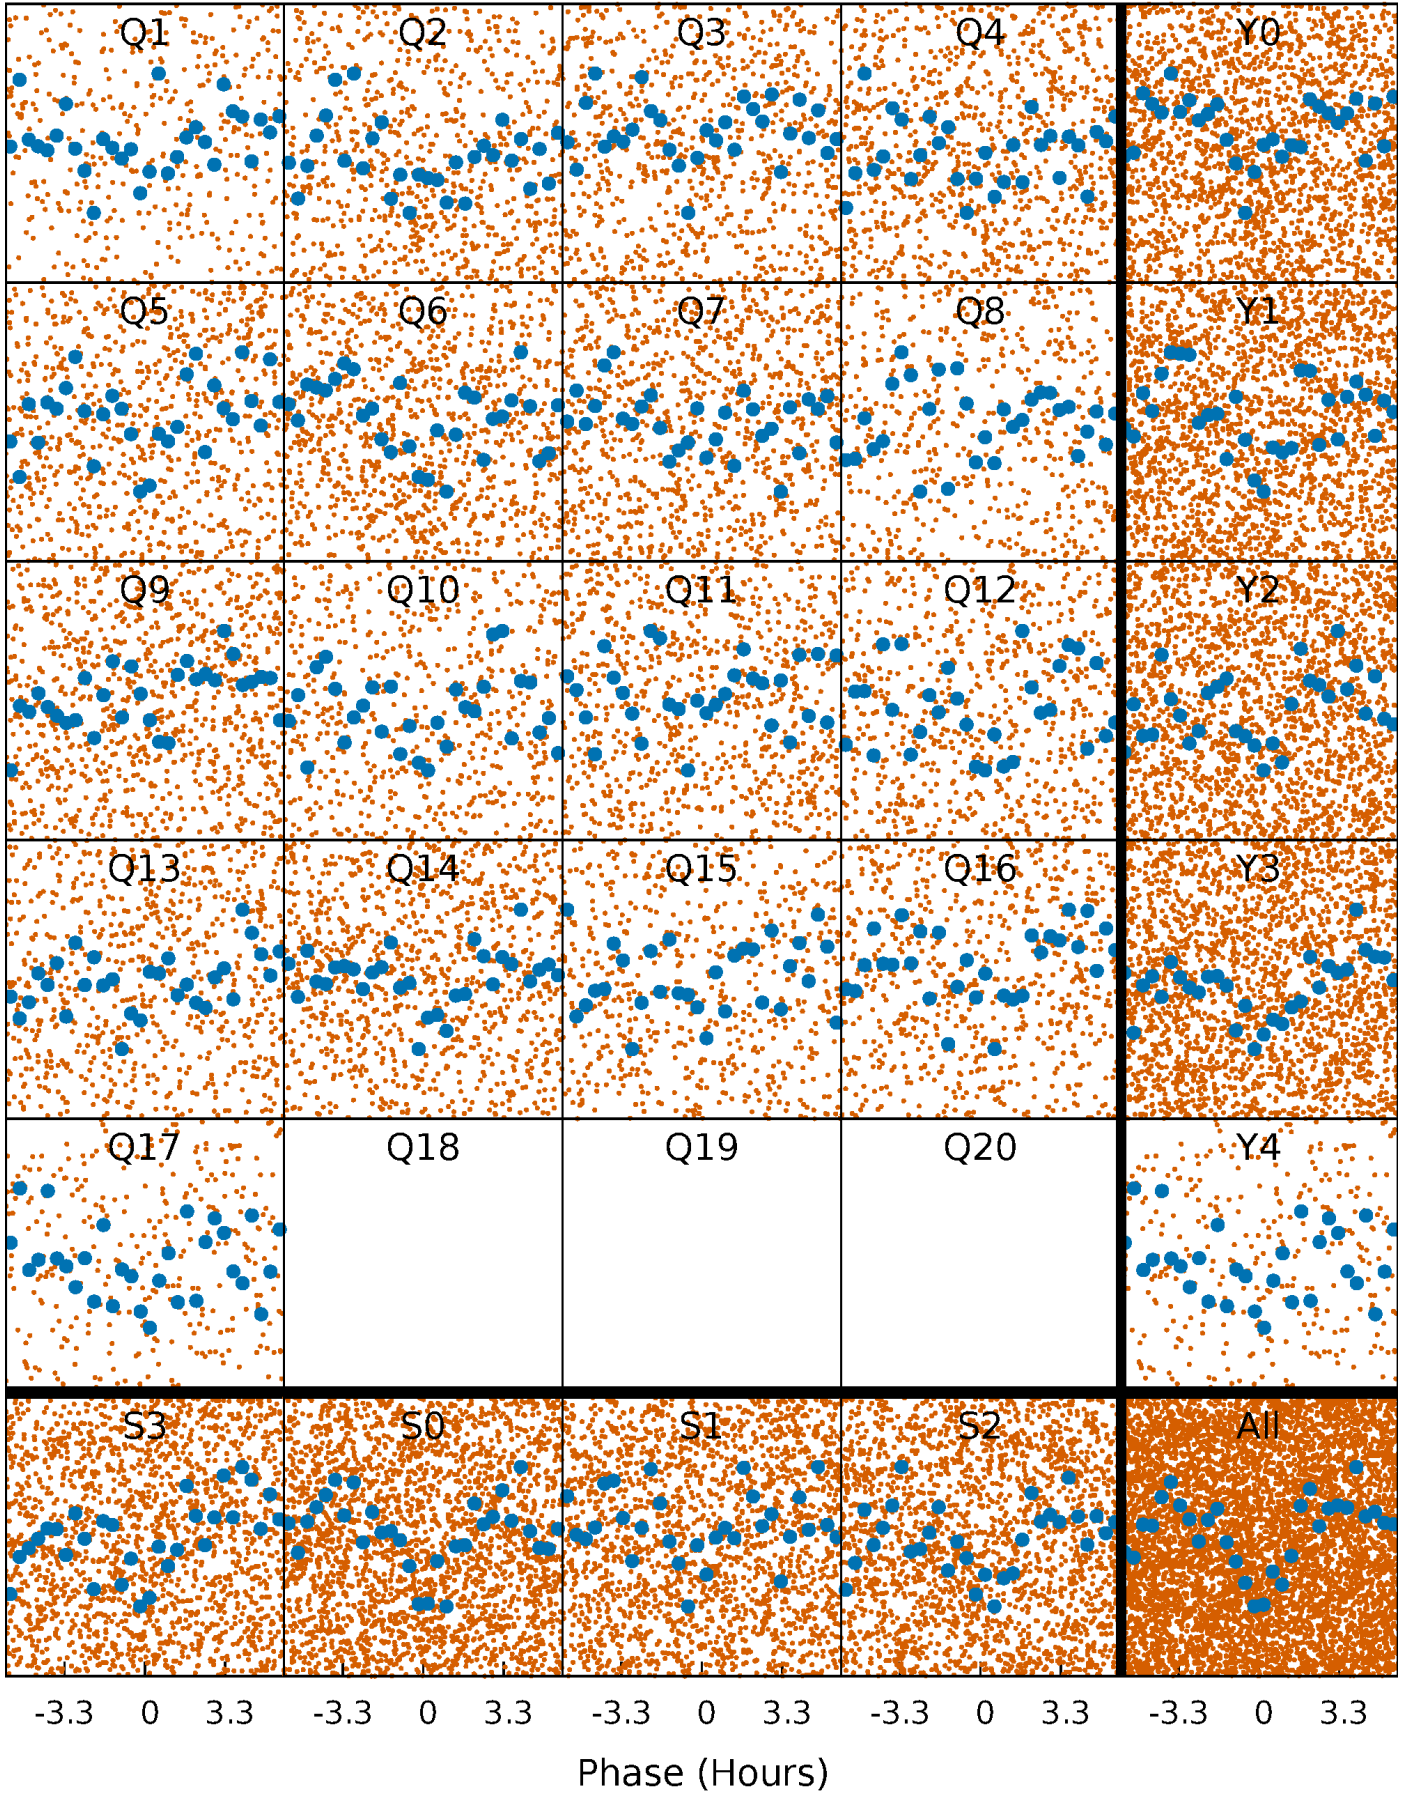 Q1 Q2 Q3 Q4 Y0
Q5 Q6 Q7 Q8 Y1
Q9 Q10 Q11 Q12 Y2
Q13 Q14 Q15 Q16 Y3
Q17 Q18 Q19 Q20 Y4
S3 S0 S1 S2 All
-3.3 0 3.3 -3.3 0 3.3 -3.3 0 3.3 -3.3 0 3.3 -3.3 0 3.3
Phase (Hours)